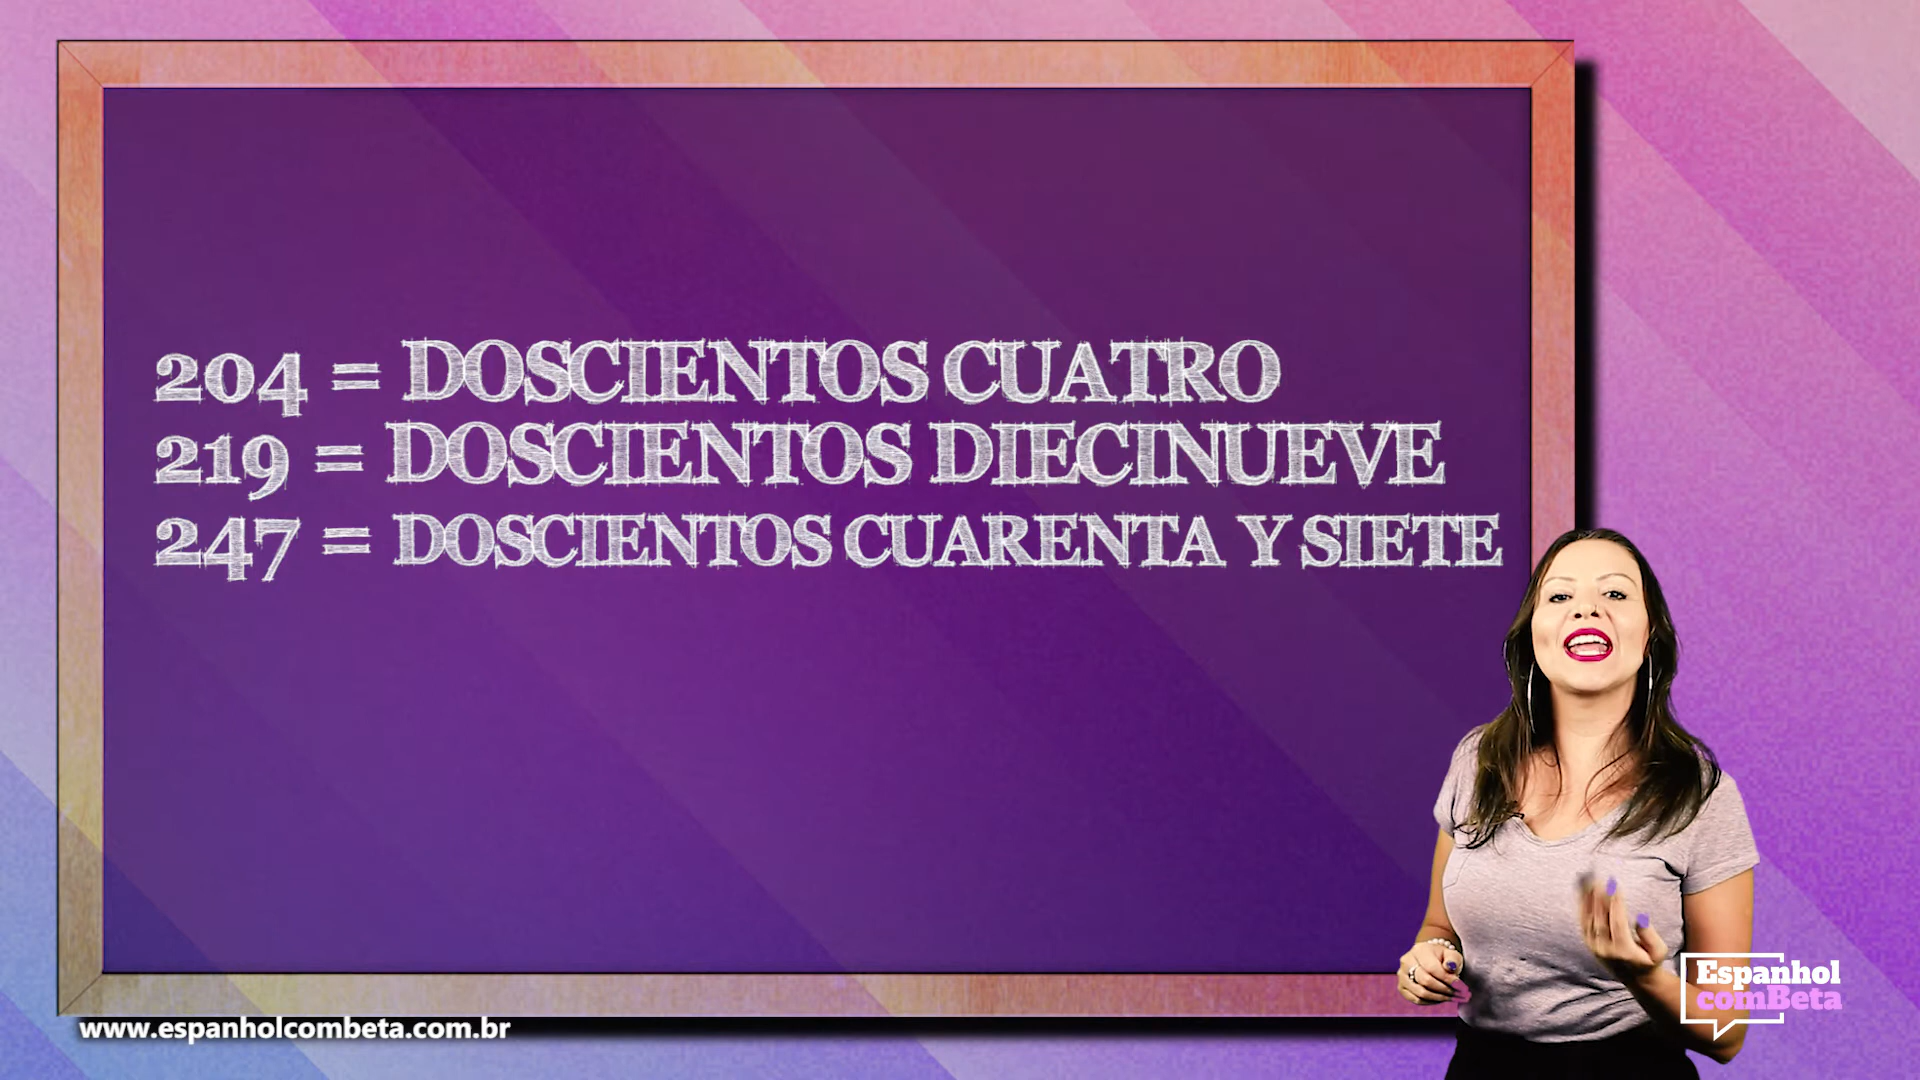 204 = DOSCIENTOS CUATRO
219 = DOSCIENTOS DIECINUEVE
247 = DOSCIENTOS CUARENTA Y SIETE
www.espanholcombeta.com.br
Espanhol
comBeta